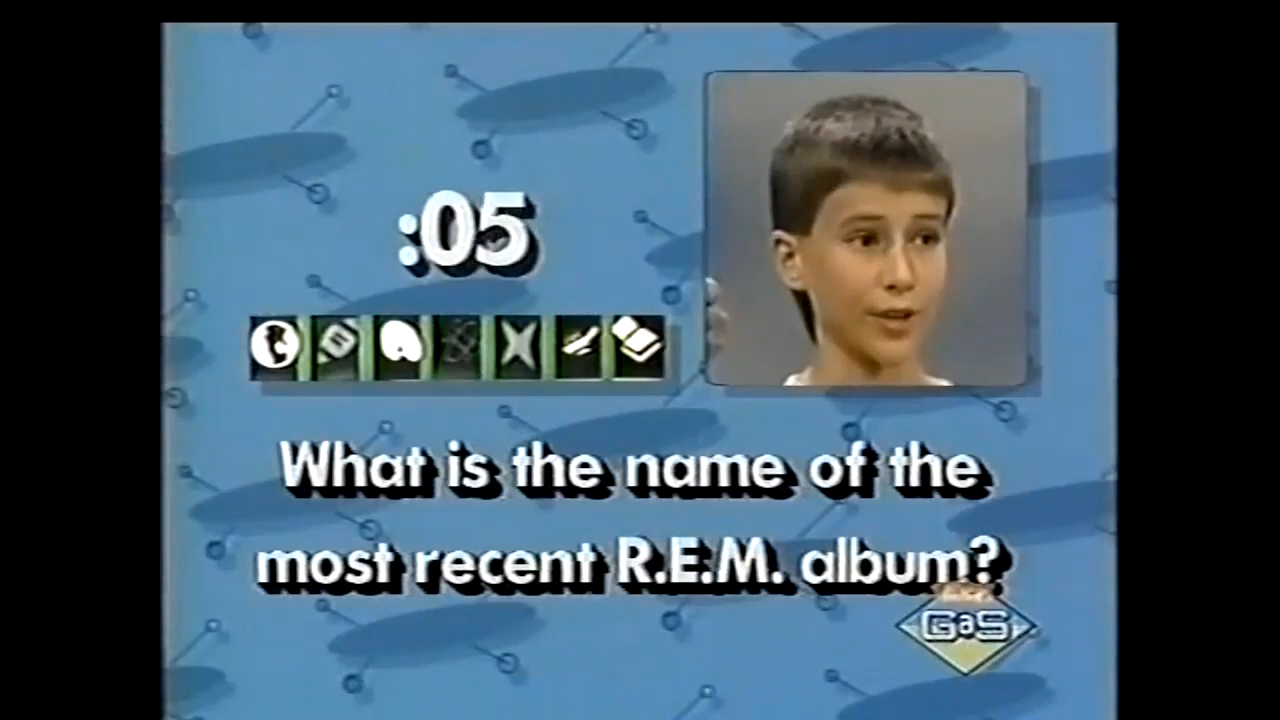 :05
What is the name of the
most recent R.E.M. album?
GaS